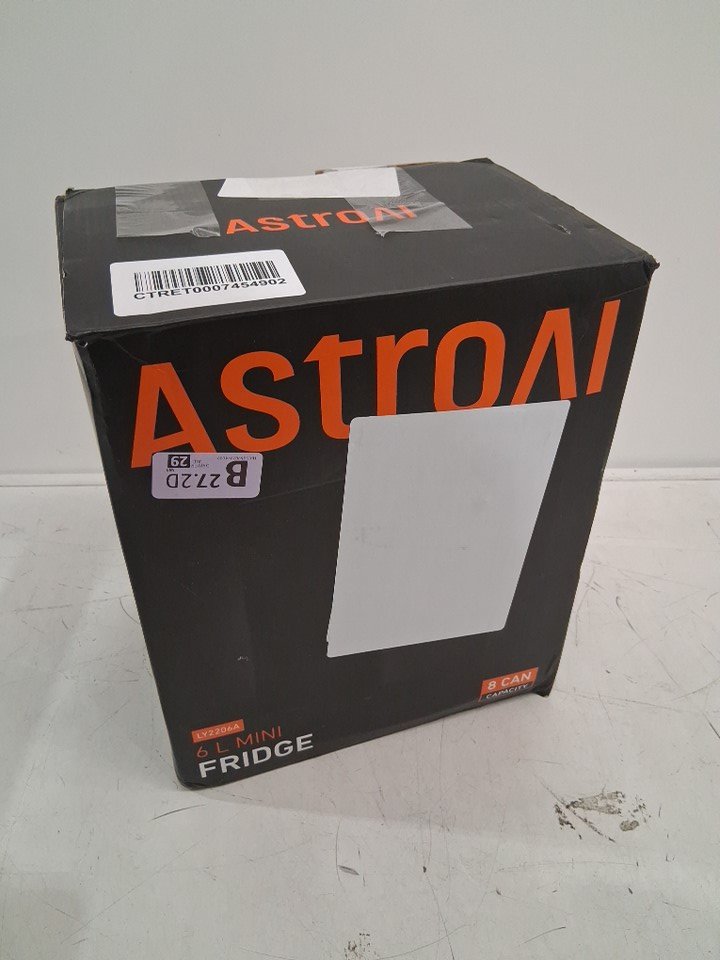 AstroAI
CTRET0007454902
AstroAI
B 27.2D
29
LY2206A
6 L MINI
FRIDGE
8 CAN
CAPACITY